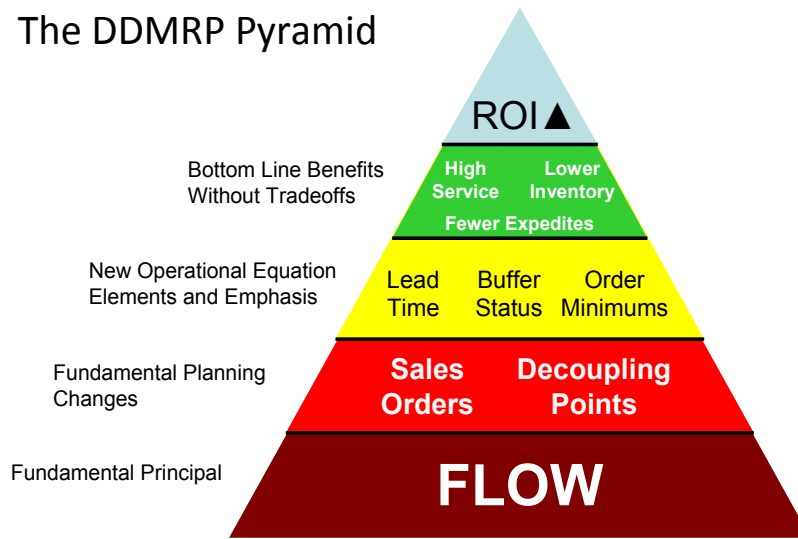 The DDMRP Pyramid
ROI▲
Bottom Line Benefits
Without Tradeoffs
High
Service
Lower
Inventory
Fewer Expedites
New Operational Equation
Elements and Emphasis
Lead
Time
Buffer
Status
Order
Minimums
Fundamental Planning
Changes
Sales
Orders
Decoupling
Points
Fundamental Principal
FLOW